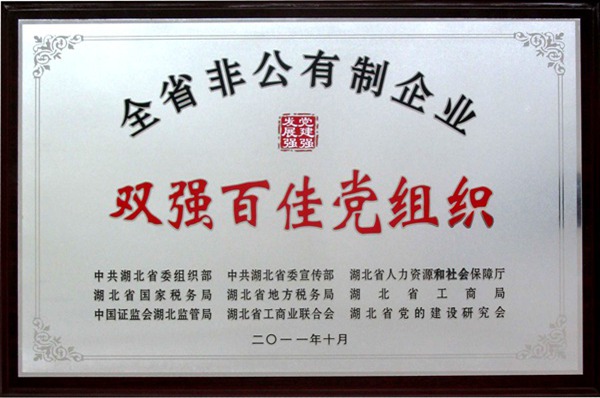 全省非公有制企业
党建强
发展强
双强百佳党组织
中共湖北省委组织部 中共湖北省委宣传部 湖北省人力资源和社会保障厅
湖北省国家税务局 湖北省地方税务局 湖北省工商局
中国证监会湖北监管局 湖北省工商业联合会 湖北省党的建设研究会
二〇一一年十月